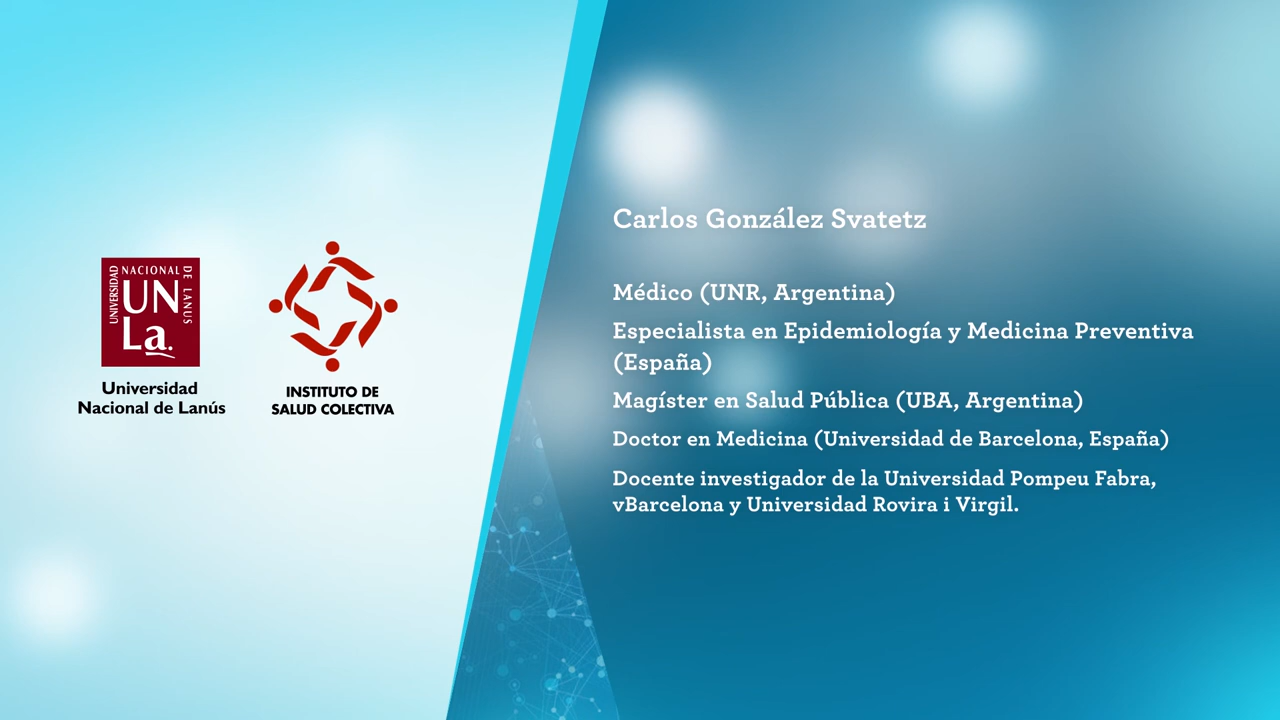 UNIVERSIDAD NACIONAL DE LANUS
UN
La.
Universidad
Nacional de Lanús
INSTITUTO DE
SALUD COLECTIVA
Carlos González Svatetz
Médico (UNR, Argentina)
Especialista en Epidemiología y Medicina Preventiva
(España)
Magíster en Salud Pública (UBA, Argentina)
Doctor en Medicina (Universidad de Barcelona, España)
Docente investigador de la Universidad Pompeu Fabra,
vBarcelona y Universidad Rovira i Virgil.